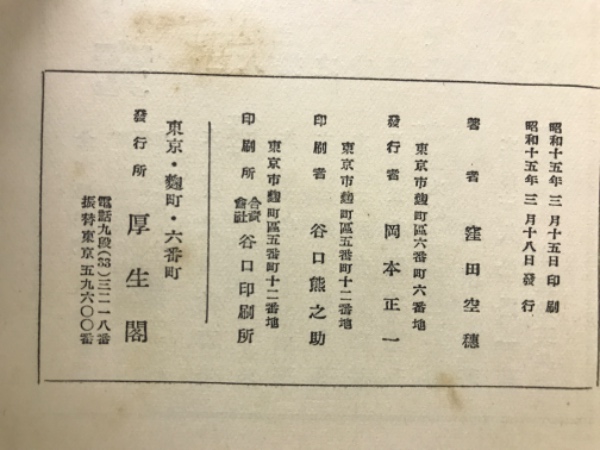 昭和十五年三月十五日印刷
昭和十五年三月十八日發行
著者 窪田空穗
東京市麴町區六番町六番地
發行者 岡本正一
東京市麴町區五番町十二番地
印刷者 谷口熊之助
東京市麴町區五番町十二番地
印刷所 合資會社 谷口印刷所
東京・麴町・六番町
發行所 厚生閣
電話九段(33)三二一八番
振替東京五九六〇〇番